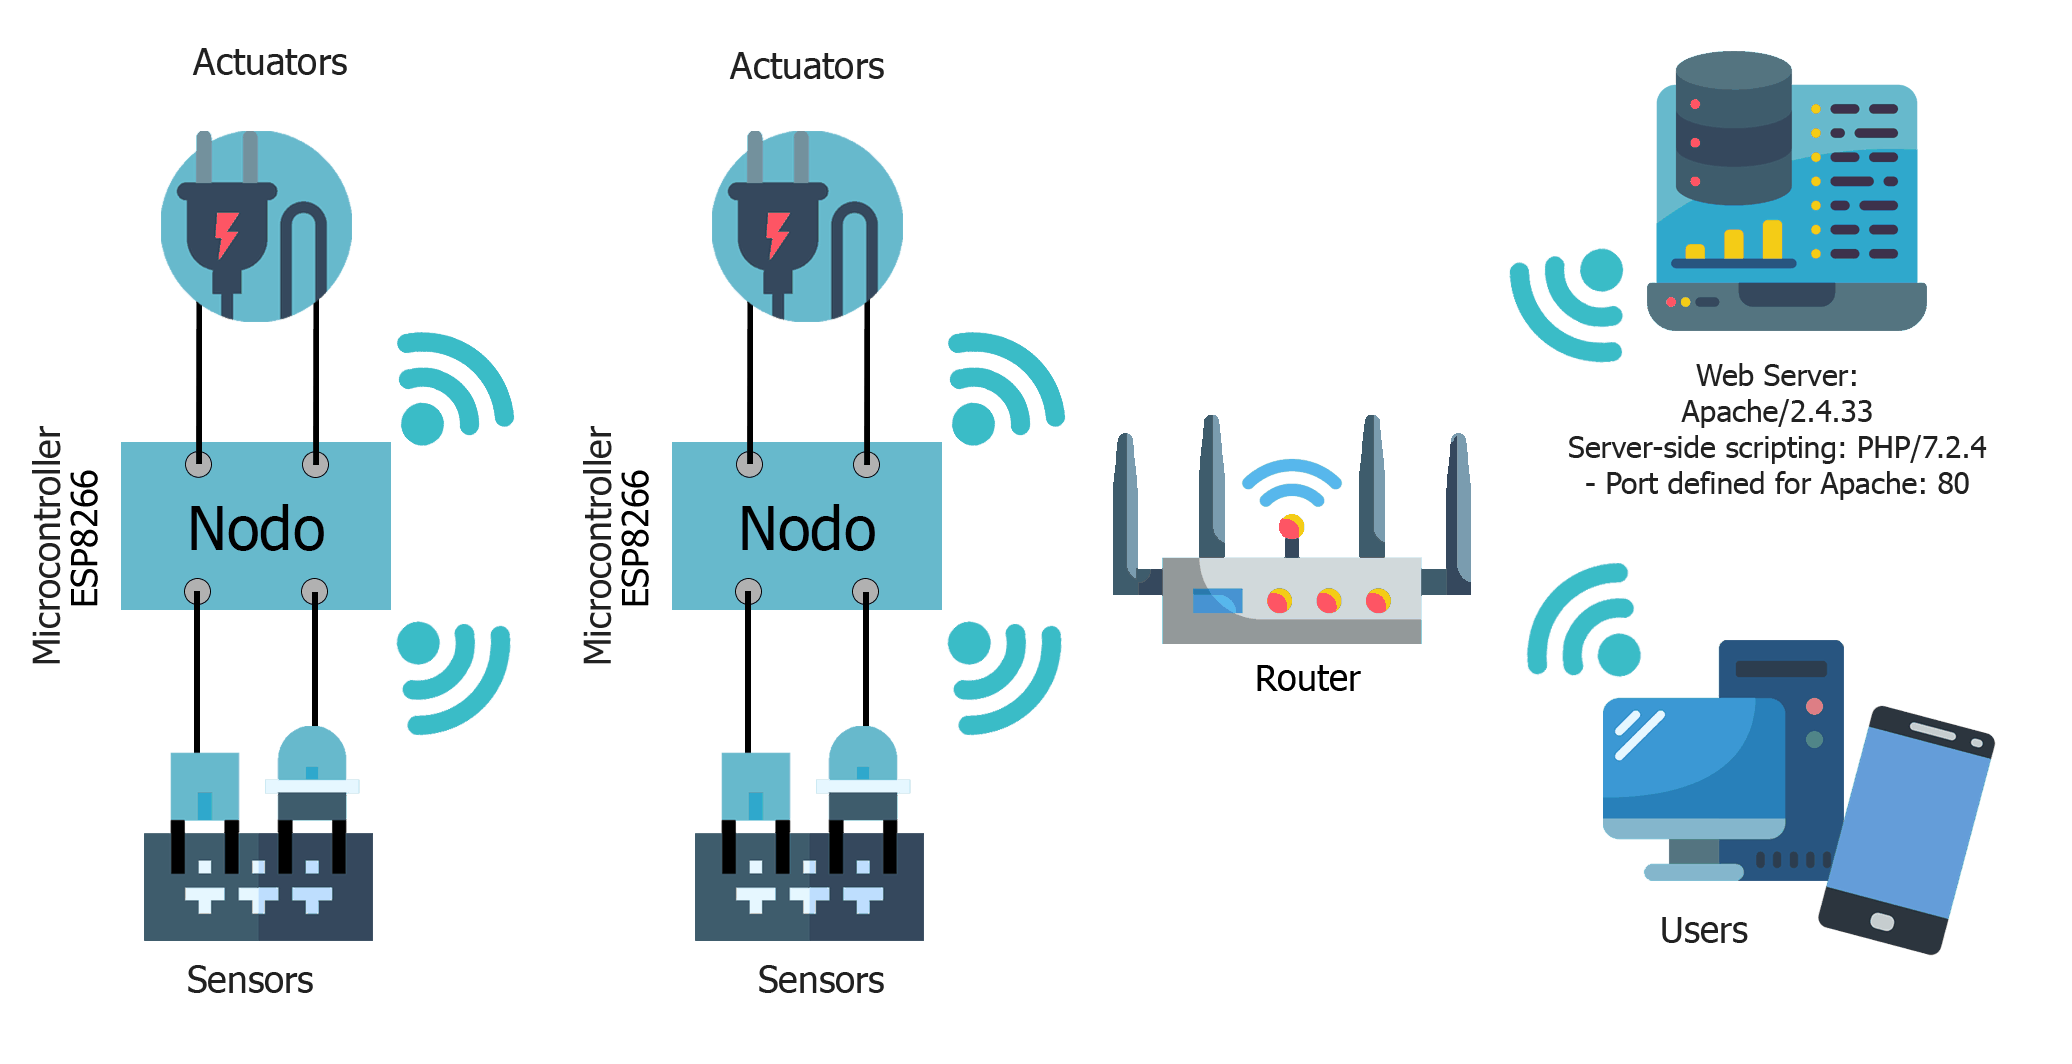 Actuators
Microcontroller
ESP8266
Nodo
Sensors
Actuators
Microcontroller
ESP8266
Nodo
Sensors
Router
Web Server:
Apache/2.4.33
Server-side scripting: PHP/7.2.4
- Port defined for Apache: 80
Users